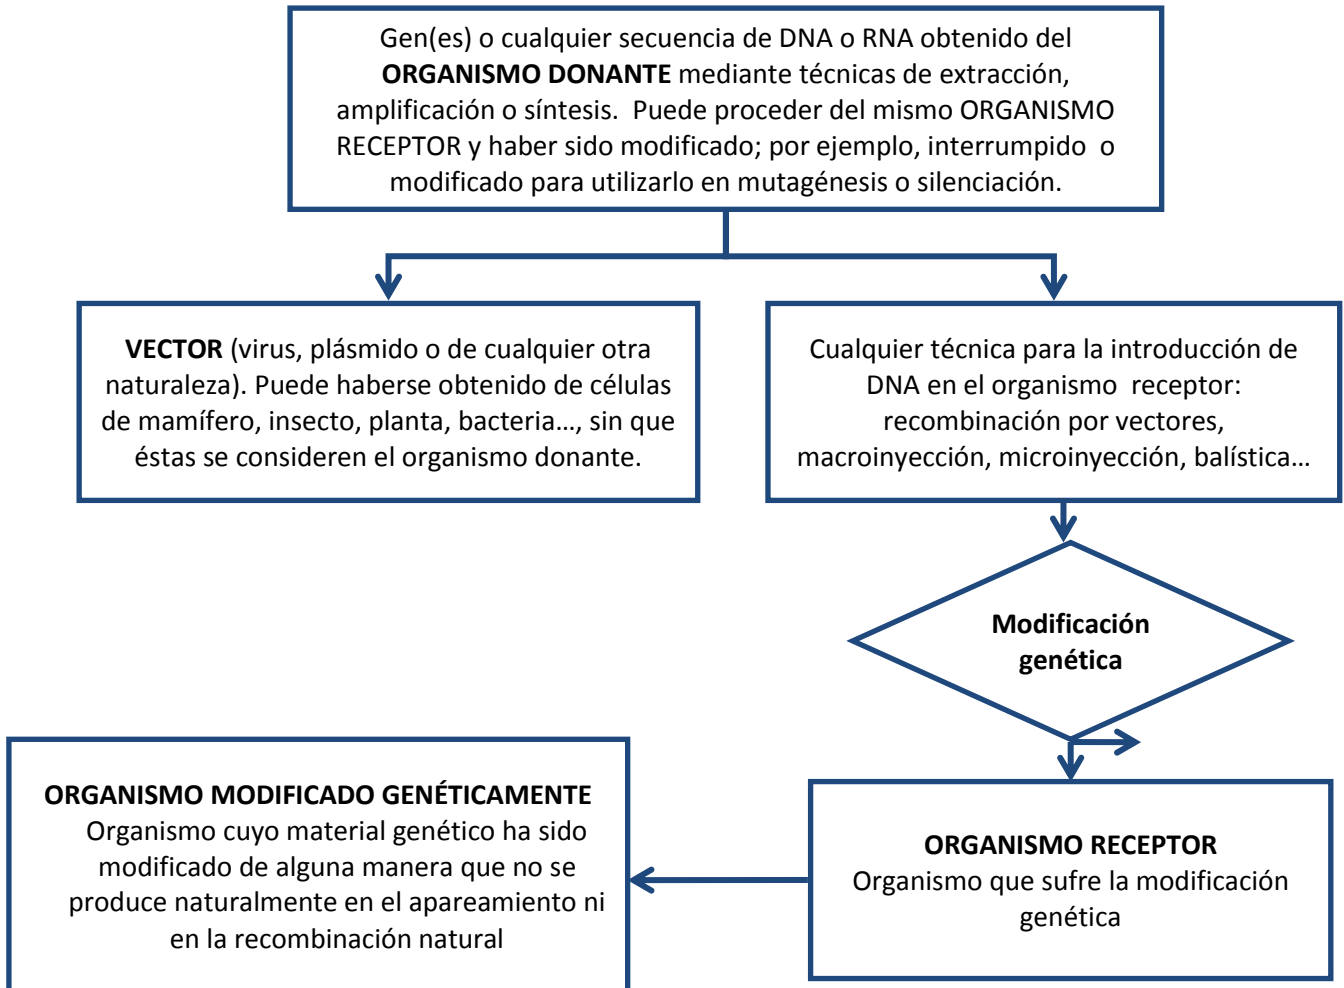 Gen(es) o cualquier secuencia de DNA o RNA obtenido del
ORGANISMO DONANTE mediante técnicas de extracción,
amplificación o síntesis. Puede proceder del mismo ORGANISMO
RECEPTOR y haber sido modificado; por ejemplo, interrumpido o
modificado para utilizarlo en mutagénesis o silenciación.
VECTOR (virus, plásmido o de cualquier otra
naturaleza). Puede haberse obtenido de células
de mamífero, insecto, planta, bacteria…, sin que
éstas se consideren el organismo donante.
Cualquier técnica para la introducción de
DNA en el organismo receptor:
recombinación por vectores,
macroinyección, microinyección, balística…
Modificación
genética
ORGANISMO MODIFICADO GENÉTICAMENTE
Organismo cuyo material genético ha sido
modificado de alguna manera que no se
produce naturalmente en el apareamiento ni
en la recombinación natural
ORGANISMO RECEPTOR
Organismo que sufre la modificación
genética